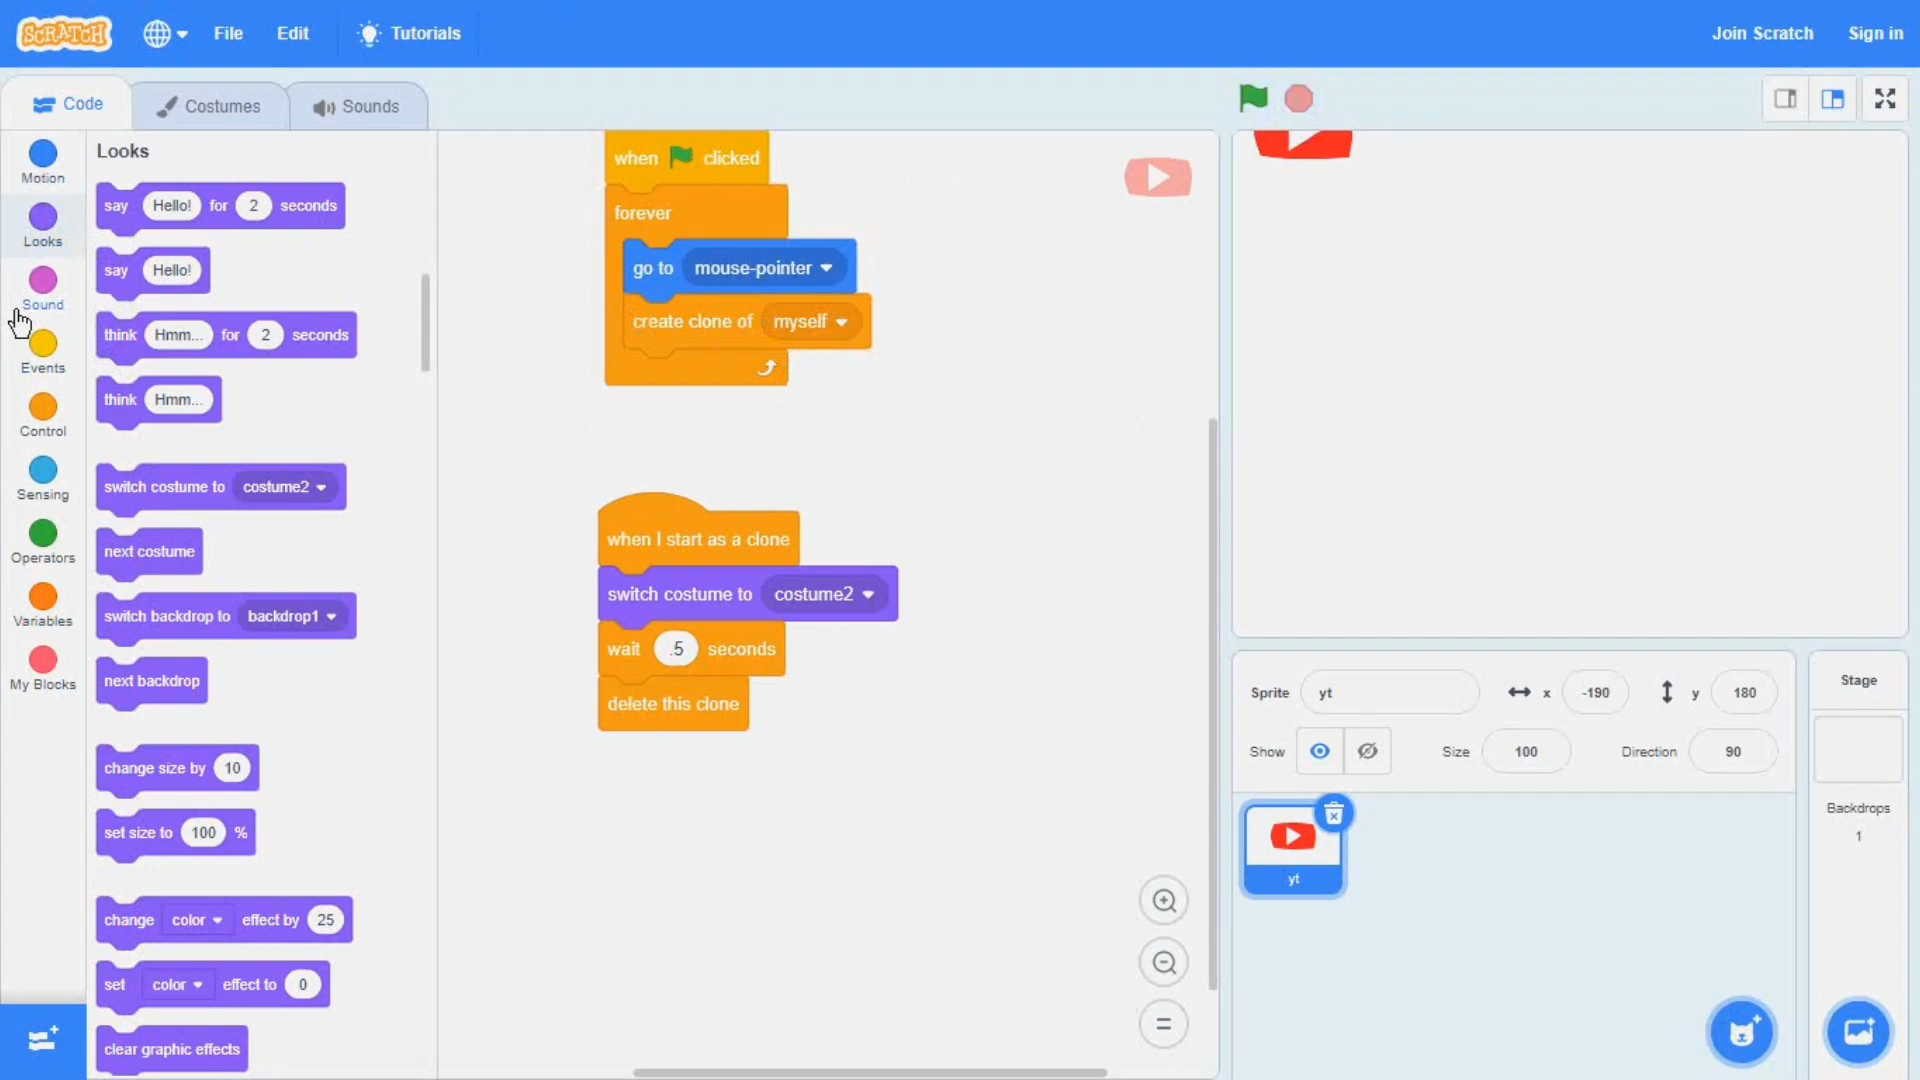 SCRATCH File Edit Tutorials Join Scratch Sign in
Code Costumes Sounds
Motion
Looks
Sound
Events
Control
Sensing
Operators
Variables
My Blocks
Looks
say Hello! for 2 seconds
say Hello!
think Hmm... for 2 seconds
think Hmm...
switch costume to costume2
next costume
switch backdrop to backdrop1
next backdrop
change size by 10
set size to 100 %
change color effect by 25
set color effect to 0
clear graphic effects
when clicked
forever
go to mouse-pointer
create clone of myself
when I start as a clone
switch costume to costume2
wait .5 seconds
delete this clone
Sprite yt x -190 y 180
Show Size 100 Direction 90
yt
Stage
Backdrops
1